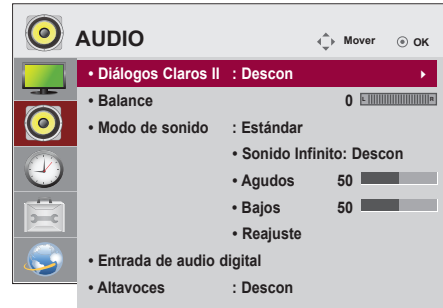 AUDIO
Mover
OK
• Diálogos Claros II : Descon
• Balance 0 L R
• Modo de sonido : Estándar
• Sonido Infinito: Descon
• Agudos 50
• Bajos 50
• Reajuste
• Entrada de audio digital
• Altavoces : Descon